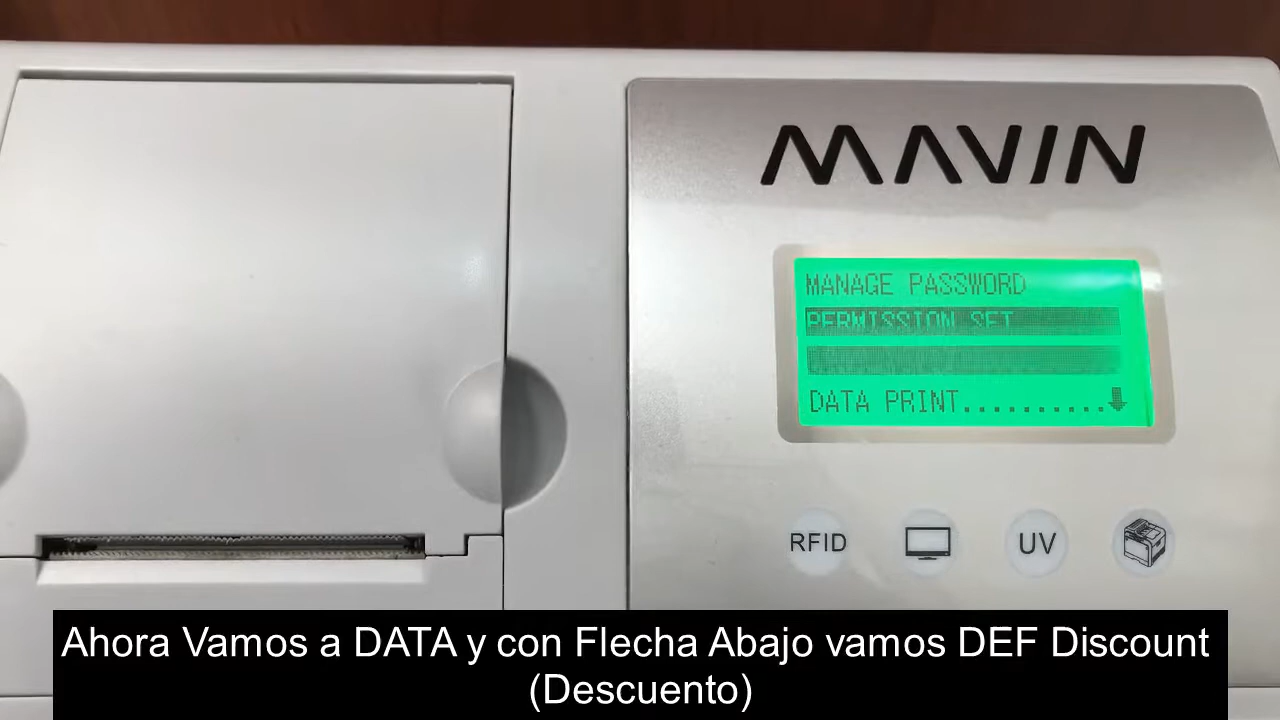 MAVIN
MANAGE PASSWORD
PERMISSION SET
DATA PRINT..........
RFID
UV
Ahora Vamos a DATA y con Flecha Abajo vamos DEF Discount
(Descuento)